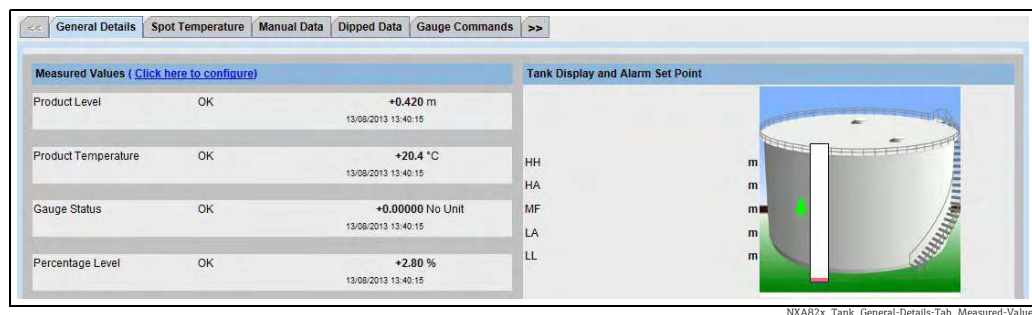 << General Details Spot Temperature Manual Data Dipped Data Gauge Commands >>
Measured Values ( Click here to configure)
Product Level OK +0.420 m
13/08/2013 13:40:15
Product Temperature OK +20.4 °C
13/08/2013 13:40:15
Gauge Status OK +0.00000 No Unit
13/08/2013 13:40:15
Percentage Level OK +2.80 %
13/08/2013 13:40:15
Tank Display and Alarm Set Point
HH m
HA m
MF m
LA m
LL m
NXA82x_Tank_General-Details-Tab_Measured-Value